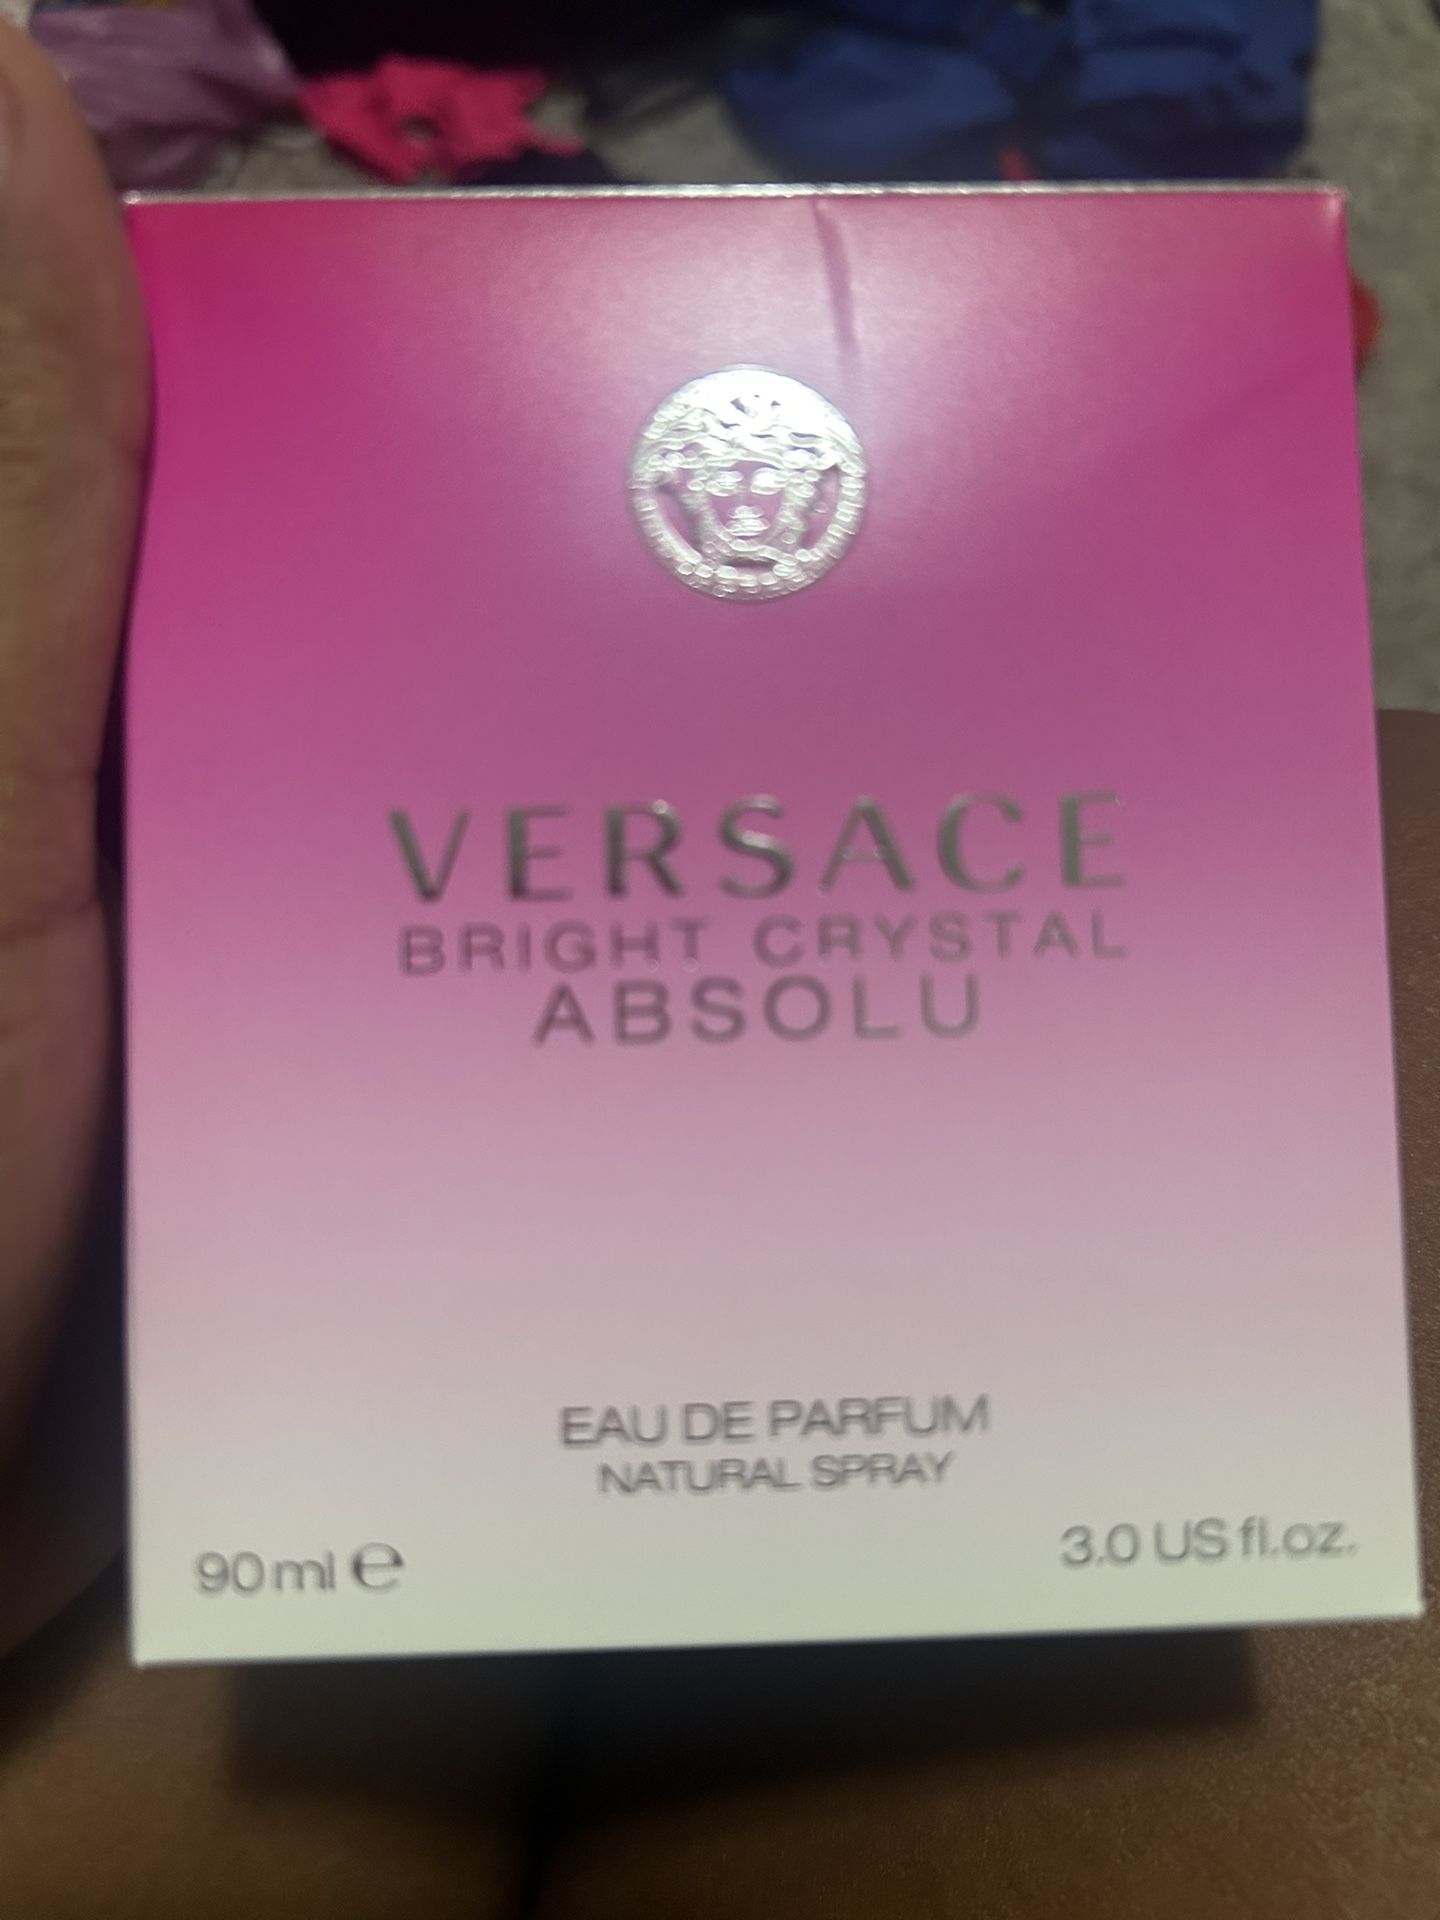 VERSACE
BRIGHT CRYSTAL
ABSOLU
EAU DE PARFUM
NATURAL SPRAY
90 ml ℮
3.0 US fl.oz.